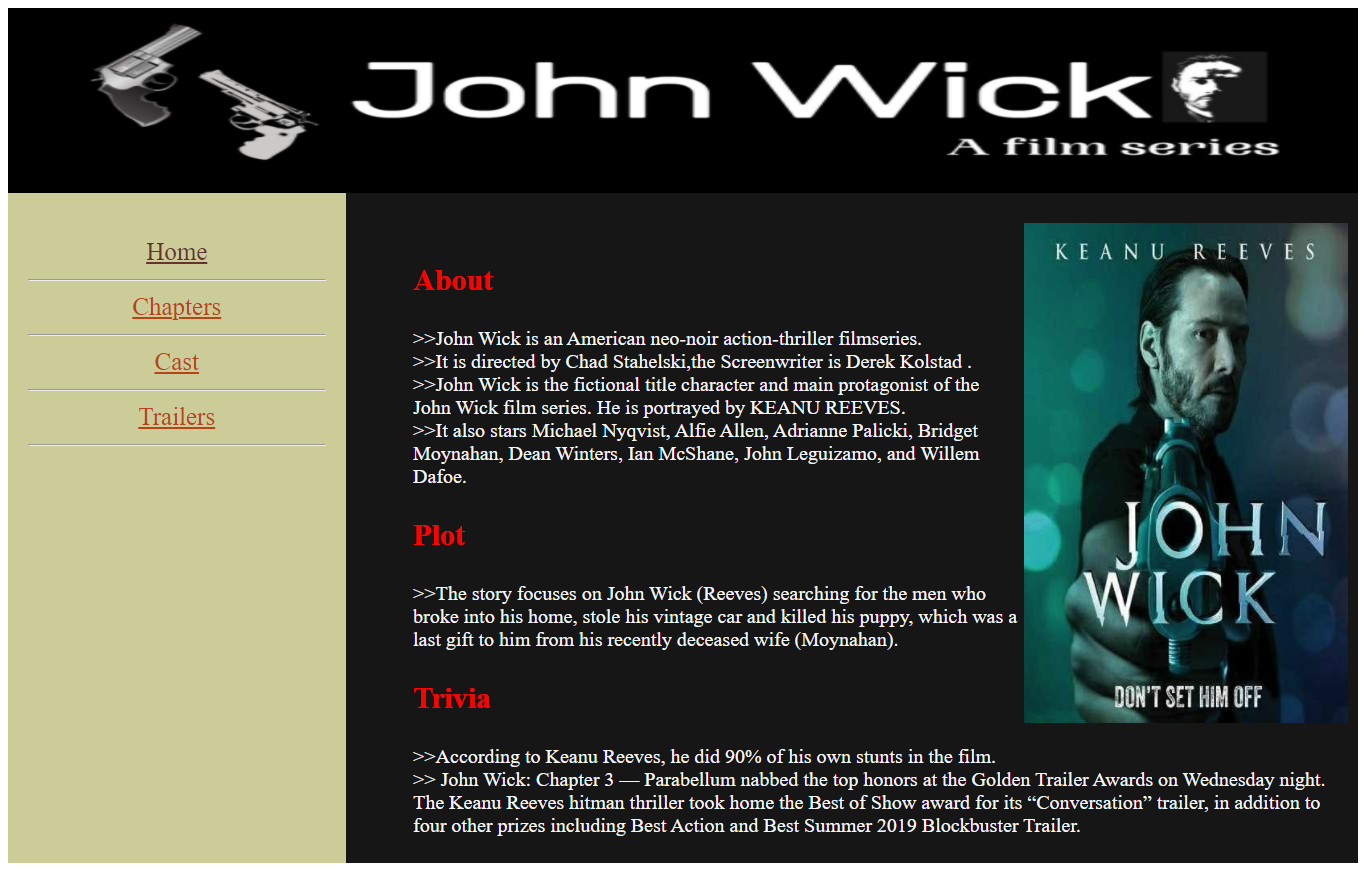 John Wick
A film series
Home
Chapters
Cast
Trailers
About
>>John Wick is an American neo-noir action-thriller filmseries.
>>It is directed by Chad Stahelski,the Screenwriter is Derek Kolstad .
>>John Wick is the fictional title character and main protagonist of the
John Wick film series. He is portrayed by KEANU REEVES.
>>It also stars Michael Nyqvist, Alfie Allen, Adrianne Palicki, Bridget
Moynahan, Dean Winters, Ian McShane, John Leguizamo, and Willem
Dafoe.
Plot
>>The story focuses on John Wick (Reeves) searching for the men who
broke into his home, stole his vintage car and killed his puppy, which was a
last gift to him from his recently deceased wife (Moynahan).
Trivia
>>According to Keanu Reeves, he did 90% of his own stunts in the film.
>> John Wick: Chapter 3 — Parabellum nabbed the top honors at the Golden Trailer Awards on Wednesday night.
The Keanu Reeves hitman thriller took home the Best of Show award for its “Conversation” trailer, in addition to
four other prizes including Best Action and Best Summer 2019 Blockbuster Trailer.
KEANU REEVES
JOHN
WICK
DON'T SET HIM OFF